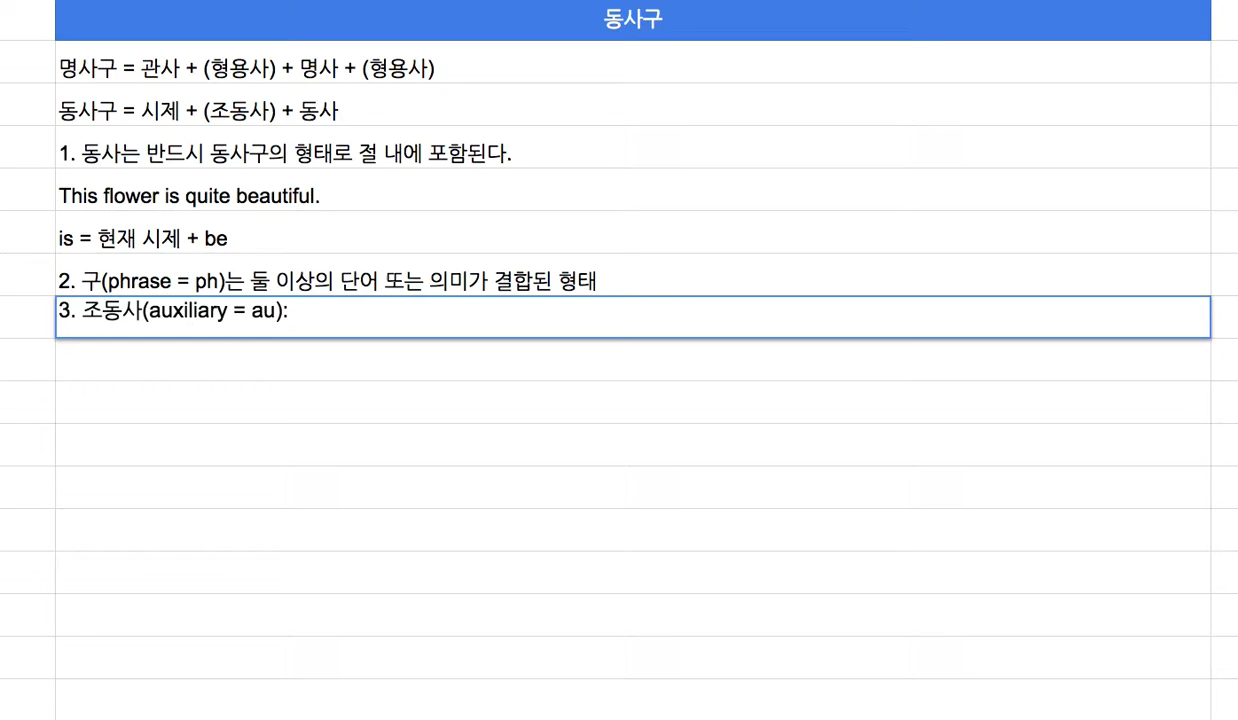 동사구
명사구 = 관사 + (형용사) + 명사 + (형용사)
동사구 = 시제 + (조동사) + 동사
1. 동사는 반드시 동사구의 형태로 절 내에 포함된다.
This flower is quite beautiful.
is = 현재 시제 + be
2. 구(phrase = ph)는 둘 이상의 단어 또는 의미가 결합된 형태
3. 조동사(auxiliary = au):